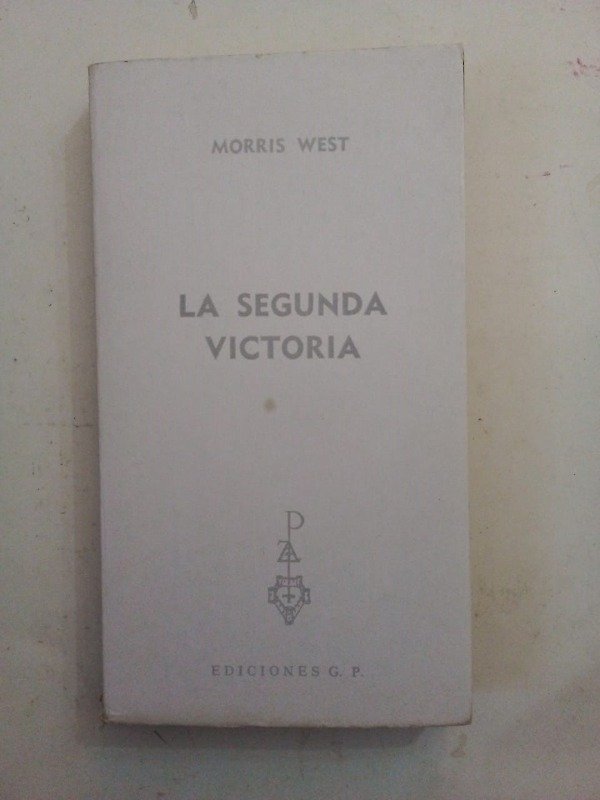 MORRIS WEST
LA SEGUNDA
VICTORIA
P
Z
EDICIONES G. P.